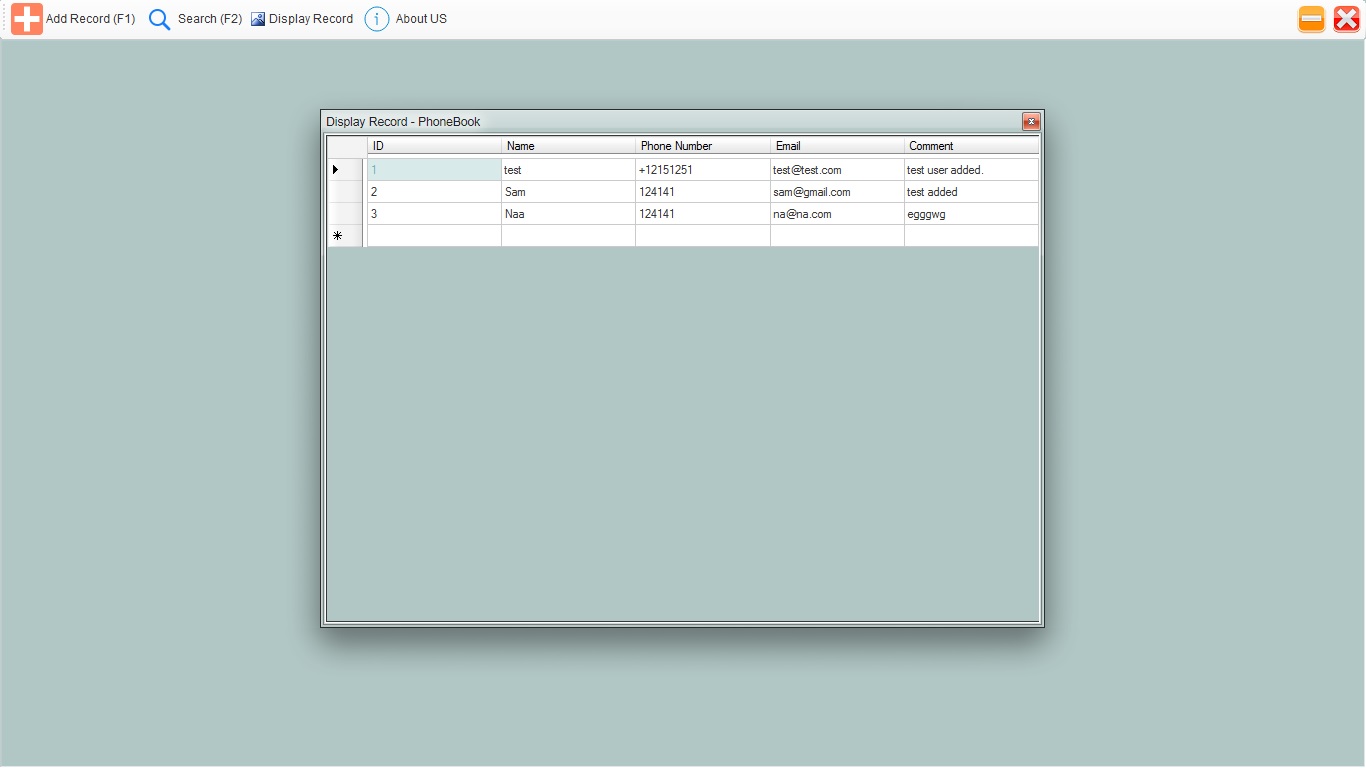 Add Record (F1) Search (F2) Display Record About US
Display Record - PhoneBook
ID Name Phone Number Email Comment
1 test +12151251 test@test.com test user added.
2 Sam 124141 sam@gmail.com test added
3 Naa 124141 na@na.com egggwg